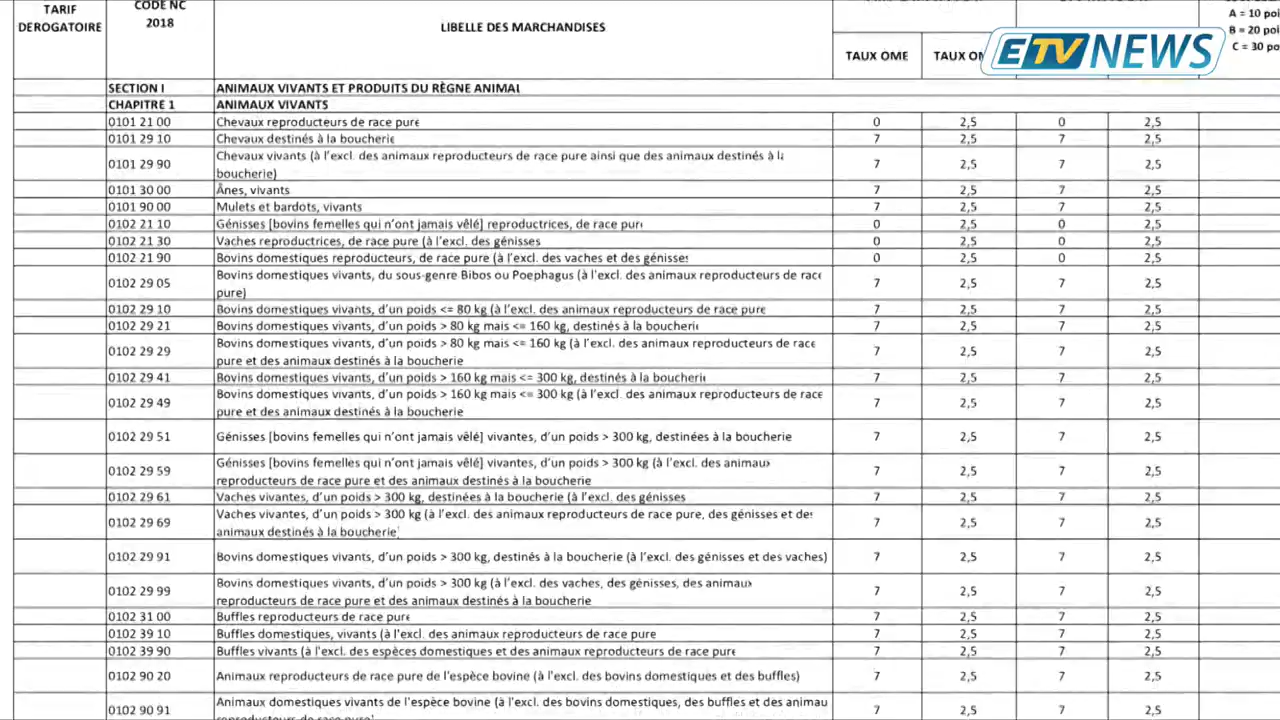 TARIF
DEROGATOIRE
CODE NC
2018
LIBELLE DES MARCHANDISES
TAUX OME
TAUX
A = 10 poi
B = 20 poi
C = 30 po
ETV NEWS
SECTION I ANIMAUX VIVANTS ET PRODUITS DU RÈGNE ANIMAL
CHAPITRE 1 ANIMAUX VIVANTS
0101 21 00 Chevaux reproducteurs de race pure 0 2,5 0 2,5
0101 29 10 Chevaux destinés à la boucherie 7 2,5 7 2,5
0101 29 90 Chevaux vivants (à l'excl. des animaux reproducteurs de race pure ainsi que des animaux destinés à la
boucherie) 7 2,5 7 2,5
0101 30 00 Ânes, vivants 7 2,5 7 2,5
0101 90 00 Mulets et bardots, vivants 7 2,5 7 2,5
0102 21 10 Génisses [bovins femelles qui n'ont jamais vêlé] reproductrices, de race pure 0 2,5 0 2,5
0102 21 30 Vaches reproductrices, de race pure (à l'excl. des génisses 0 2,5 0 2,5
0102 21 90 Bovins domestiques reproducteurs, de race pure (à l'excl. des vaches et des génisses 0 2,5 0 2,5
0102 29 05 Bovins domestiques vivants, du sous-genre Bibos ou Poephagus (à l'excl. des animaux reproducteurs de race
pure) 7 2,5 7 2,5
0102 29 10 Bovins domestiques vivants, d'un poids <= 80 kg (à l'excl. des animaux reproducteurs de race pure 7 2,5 7 2,5
0102 29 21 Bovins domestiques vivants, d'un poids > 80 kg mais <= 160 kg, destinés à la boucherie 7 2,5 7 2,5
0102 29 29 Bovins domestiques vivants, d'un poids > 80 kg mais <= 160 kg (à l'excl. des animaux reproducteurs de race
pure et des animaux destinés à la boucherie 7 2,5 7 2,5
0102 29 41 Bovins domestiques vivants, d'un poids > 160 kg mais <= 300 kg, destinés à la boucherie 7 2,5 7 2,5
0102 29 49 Bovins domestiques vivants, d'un poids > 160 kg mais <= 300 kg (à l'excl. des animaux reproducteurs de race
pure et des animaux destinés à la boucherie 7 2,5 7 2,5
0102 29 51 Génisses [bovins femelles qui n'ont jamais vêlé] vivantes, d'un poids > 300 kg, destinées à la boucherie 7 2,5 7 2,5
0102 29 59 Génisses [bovins femelles qui n'ont jamais vêlé] vivantes, d'un poids > 300 kg (à l'excl. des animaux
reproducteurs de race pure et des animaux destinés à la boucherie 7 2,5 7 2,5
0102 29 61 Vaches vivantes, d'un poids > 300 kg, destinées à la boucherie (à l'excl. des génisses 7 2,5 7 2,5
0102 29 69 Vaches vivantes, d'un poids > 300 kg (à l'excl. des animaux reproducteurs de race pure, des génisses et des
animaux destinés à la boucherie) 7 2,5 7 2,5
0102 29 91 Bovins domestiques vivants, d'un poids > 300 kg, destinés à la boucherie (à l'excl. des génisses et des vaches) 7 2,5 7 2,5
0102 29 99 Bovins domestiques vivants, d'un poids > 300 kg (à l'excl. des vaches, des génisses, des animaux
reproducteurs de race pure et des animaux destinés à la boucherie 7 2,5 7 2,5
0102 31 00 Buffles reproducteurs de race pure 7 2,5 7 2,5
0102 39 10 Buffles domestiques, vivants (à l'excl. des animaux reproducteurs de race pure 7 2,5 7 2,5
0102 39 90 Buffles vivants (à l'excl. des espèces domestiques et des animaux reproducteurs de race pure 7 2,5 7 2,5
0102 90 20 Animaux reproducteurs de race pure de l'espèce bovine (à l'excl. des bovins domestiques et des buffles) 7 2,5 7 2,5
0102 90 91 Animaux domestiques vivants de l'espèce bovine (à l'excl. des bovins domestiques, des buffles et des animau
reproducteurs de race pure) 7 2,5 7 2,5